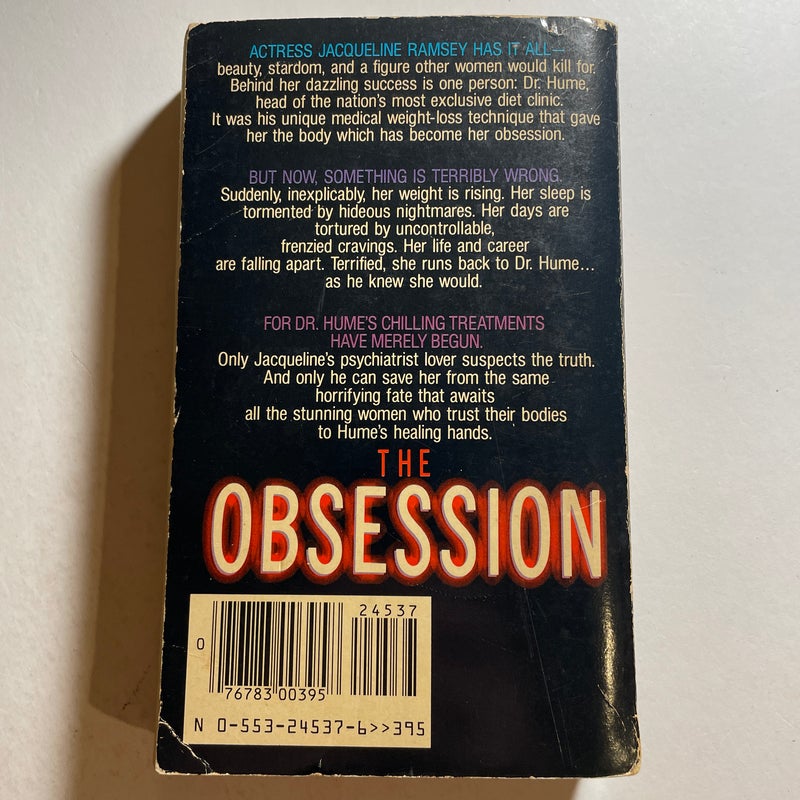 ACTRESS JACQUELINE RAMSEY HAS IT ALL—
beauty, stardom, and a figure other women would kill for.
Behind her dazzling success is one person: Dr. Hume,
head of the nation's most exclusive diet clinic.
It was his unique medical weight-loss technique that gave
her the body which has become her obsession.
BUT NOW, SOMETHING IS TERRIBLY WRONG.
Suddenly, inexplicably, her weight is rising. Her sleep is
tormented by hideous nightmares. Her days are
tortured by uncontrollable,
frenzied cravings. Her life and career
are falling apart. Terrified, she runs back to Dr. Hume...
as he knew she would.
FOR DR. HUME'S CHILLING TREATMENTS
HAVE MERELY BEGUN.
Only Jacqueline's psychiatrist lover suspects the truth.
And only he can save her from the same
horrifying fate that awaits
all the stunning women who trust their bodies
to Hume's healing hands.
THE
OBSESSION
24537
0
76783 00395
N 0-553-24537-6>>395